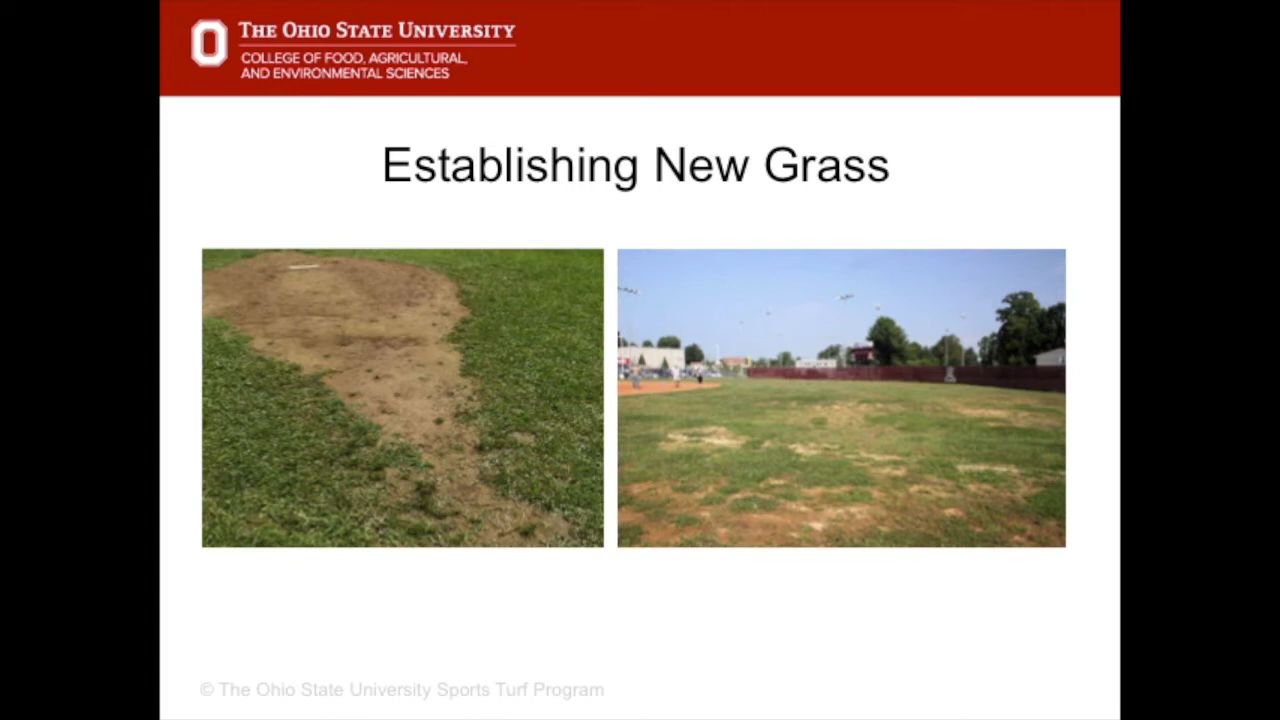 THE OHIO STATE UNIVERSITY
COLLEGE OF FOOD, AGRICULTURAL,
AND ENVIRONMENTAL SCIENCES
Establishing New Grass
© The Ohio State University Sports Turf Program